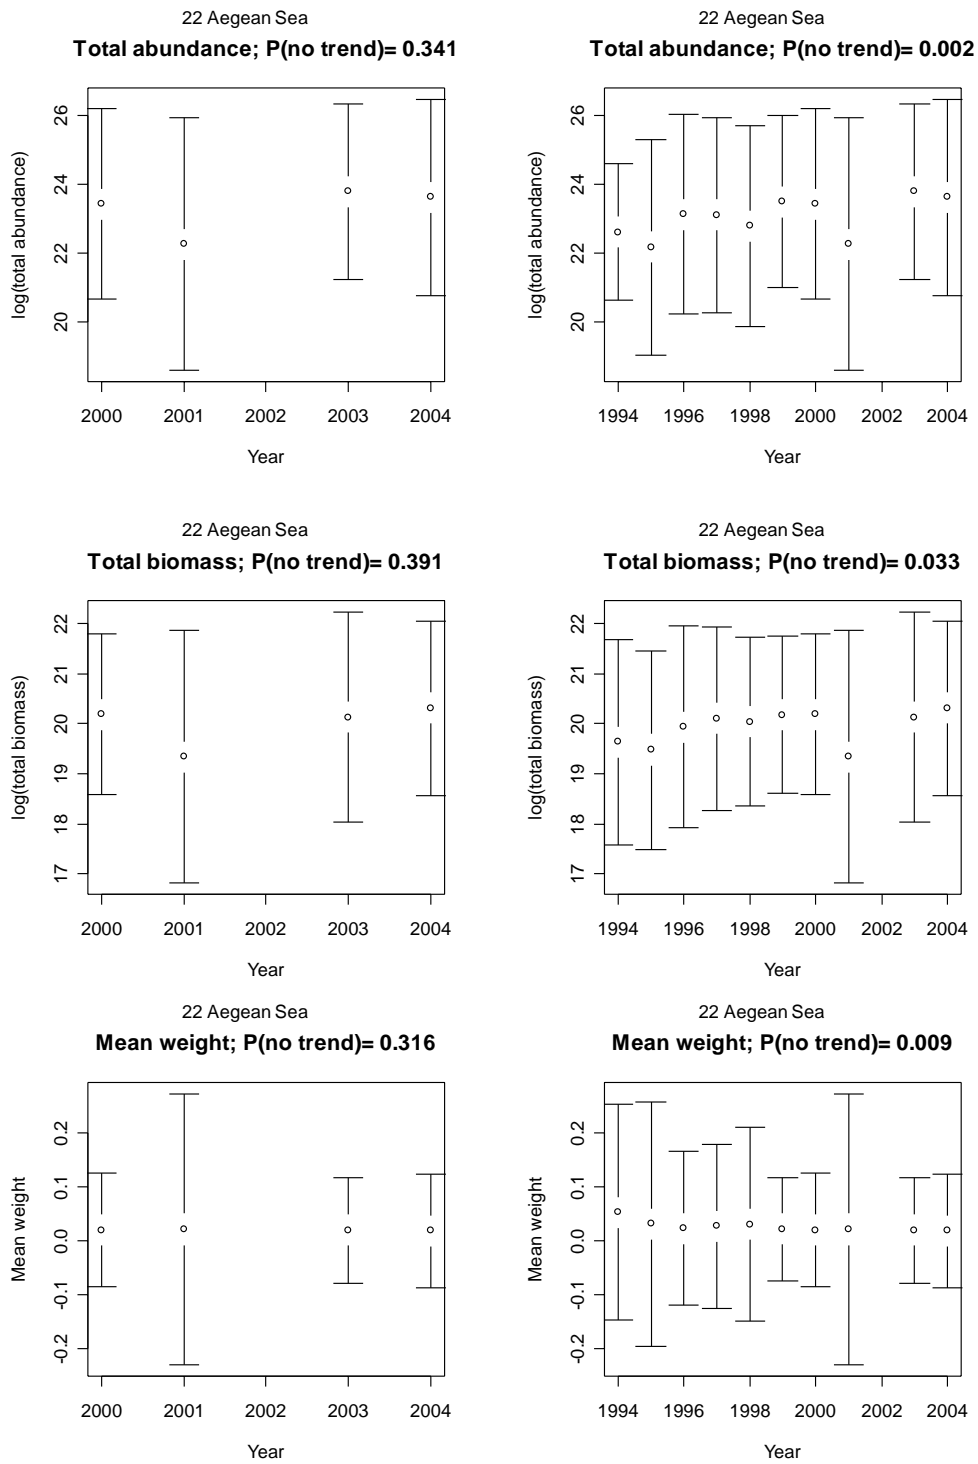 22 Aegean Sea
Total abundance; P(no trend)= 0.341
log(total abundance)
26
24
22
20
2000 2001 2002 2003 2004
Year
22 Aegean Sea
Total abundance; P(no trend)= 0.002
log(total abundance)
26
24
22
20
1994 1996 1998 2000 2002 2004
Year
22 Aegean Sea
Total biomass; P(no trend)= 0.391
log(total biomass)
22
21
20
19
18
17
2000 2001 2002 2003 2004
Year
22 Aegean Sea
Total biomass; P(no trend)= 0.033
log(total biomass)
22
21
20
19
18
17
1994 1996 1998 2000 2002 2004
Year
22 Aegean Sea
Mean weight; P(no trend)= 0.316
Mean weight
0.2
0.1
0.0
-0.1
-0.2
2000 2001 2002 2003 2004
Year
22 Aegean Sea
Mean weight; P(no trend)= 0.009
Mean weight
0.2
0.1
0.0
-0.1
-0.2
1994 1996 1998 2000 2002 2004
Year